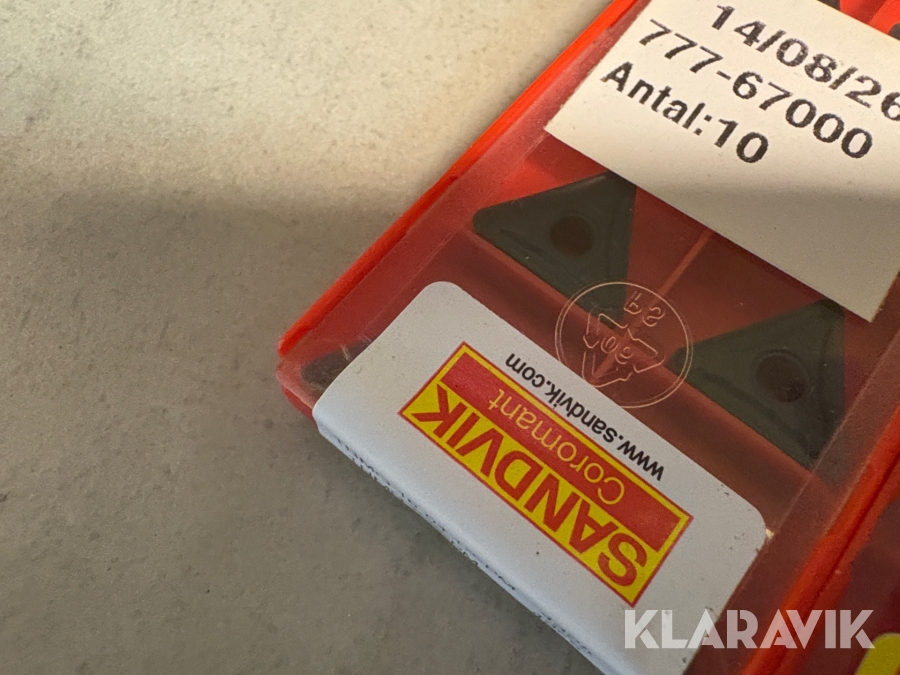 14/08/26
777-67000
Antal:10
SANDVIK
Coromant
www.sandvik.com
KLARAVIK